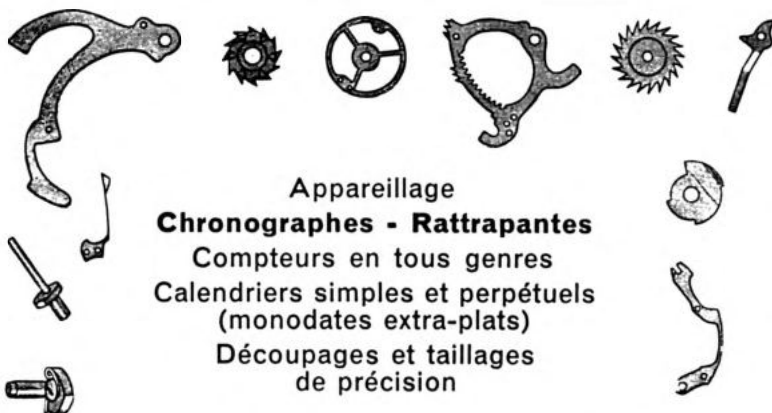 Appareillage
Chronographes - Rattrapantes
Compteurs en tous genres
Calendriers simples et perpétuels
(monodates extra-plats)
Découpages et taillages
de précision